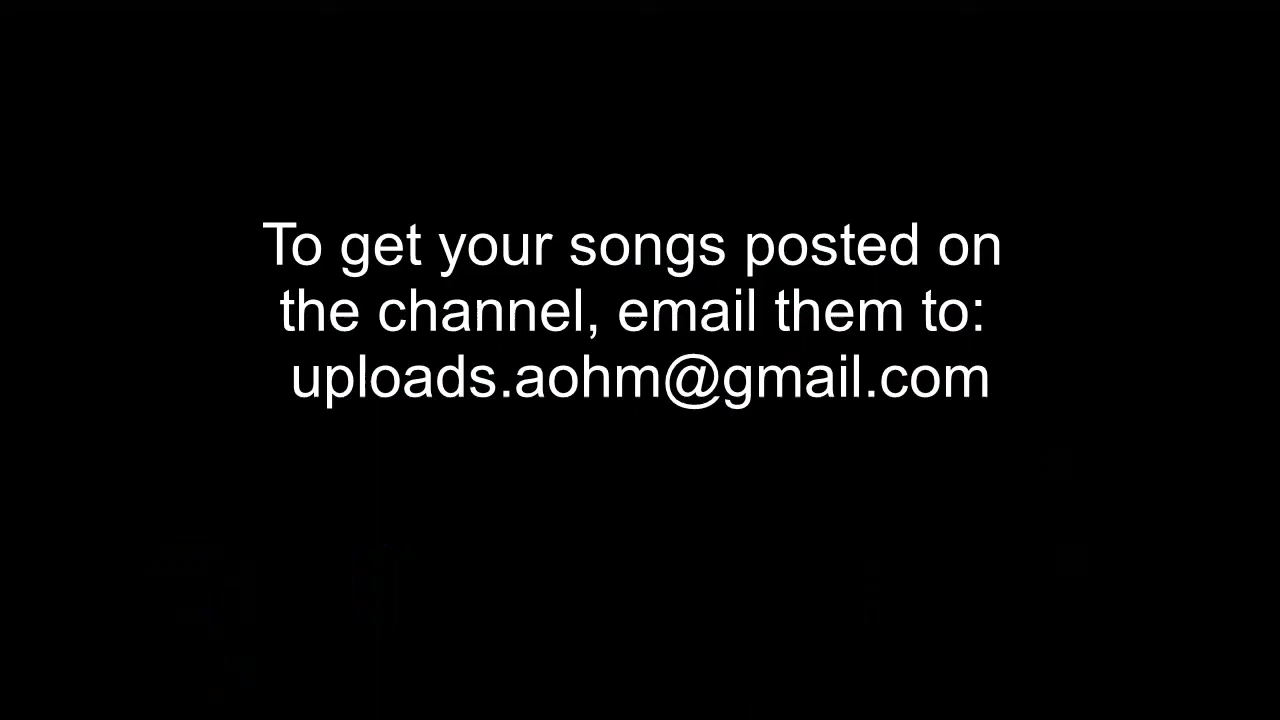 To get your songs posted on
the channel, email them to:
uploads.aohm@gmail.com